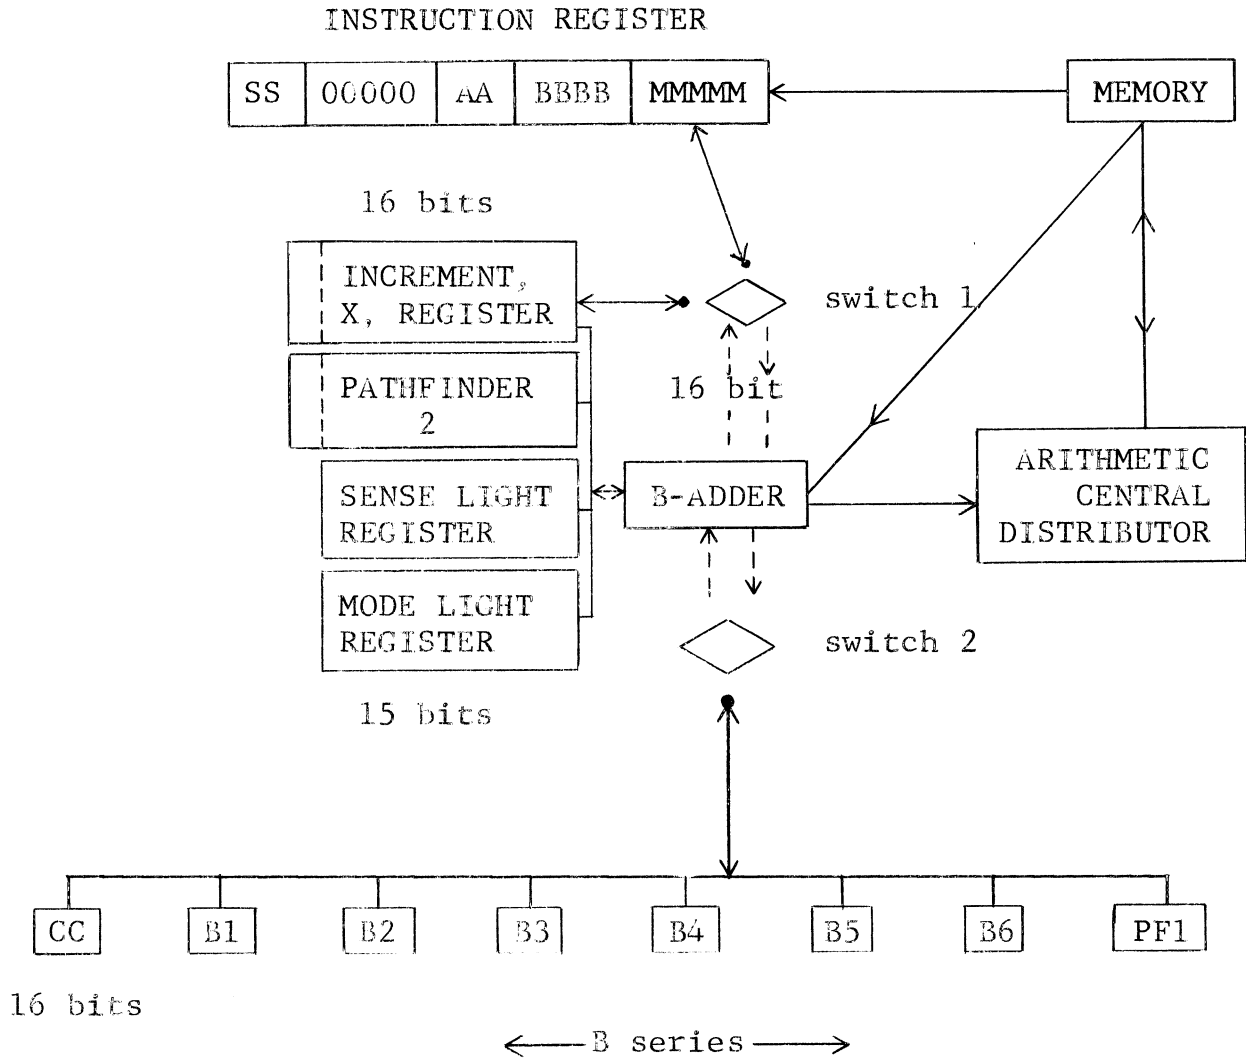 INSTRUCTION REGISTER
SS 00000 AA BBBB MMMMM
MEMORY
16 bits
INCREMENT,
X, REGISTER
switch 1
PATHFINDER
2
16 bit
SENSE LIGHT
REGISTER
B-ADDER
ARITHMETIC
CENTRAL
DISTRIBUTOR
MODE LIGHT
REGISTER
switch 2
15 bits
CC B1 B2 B3 B4 B5 B6 PF1
16 bits
B series